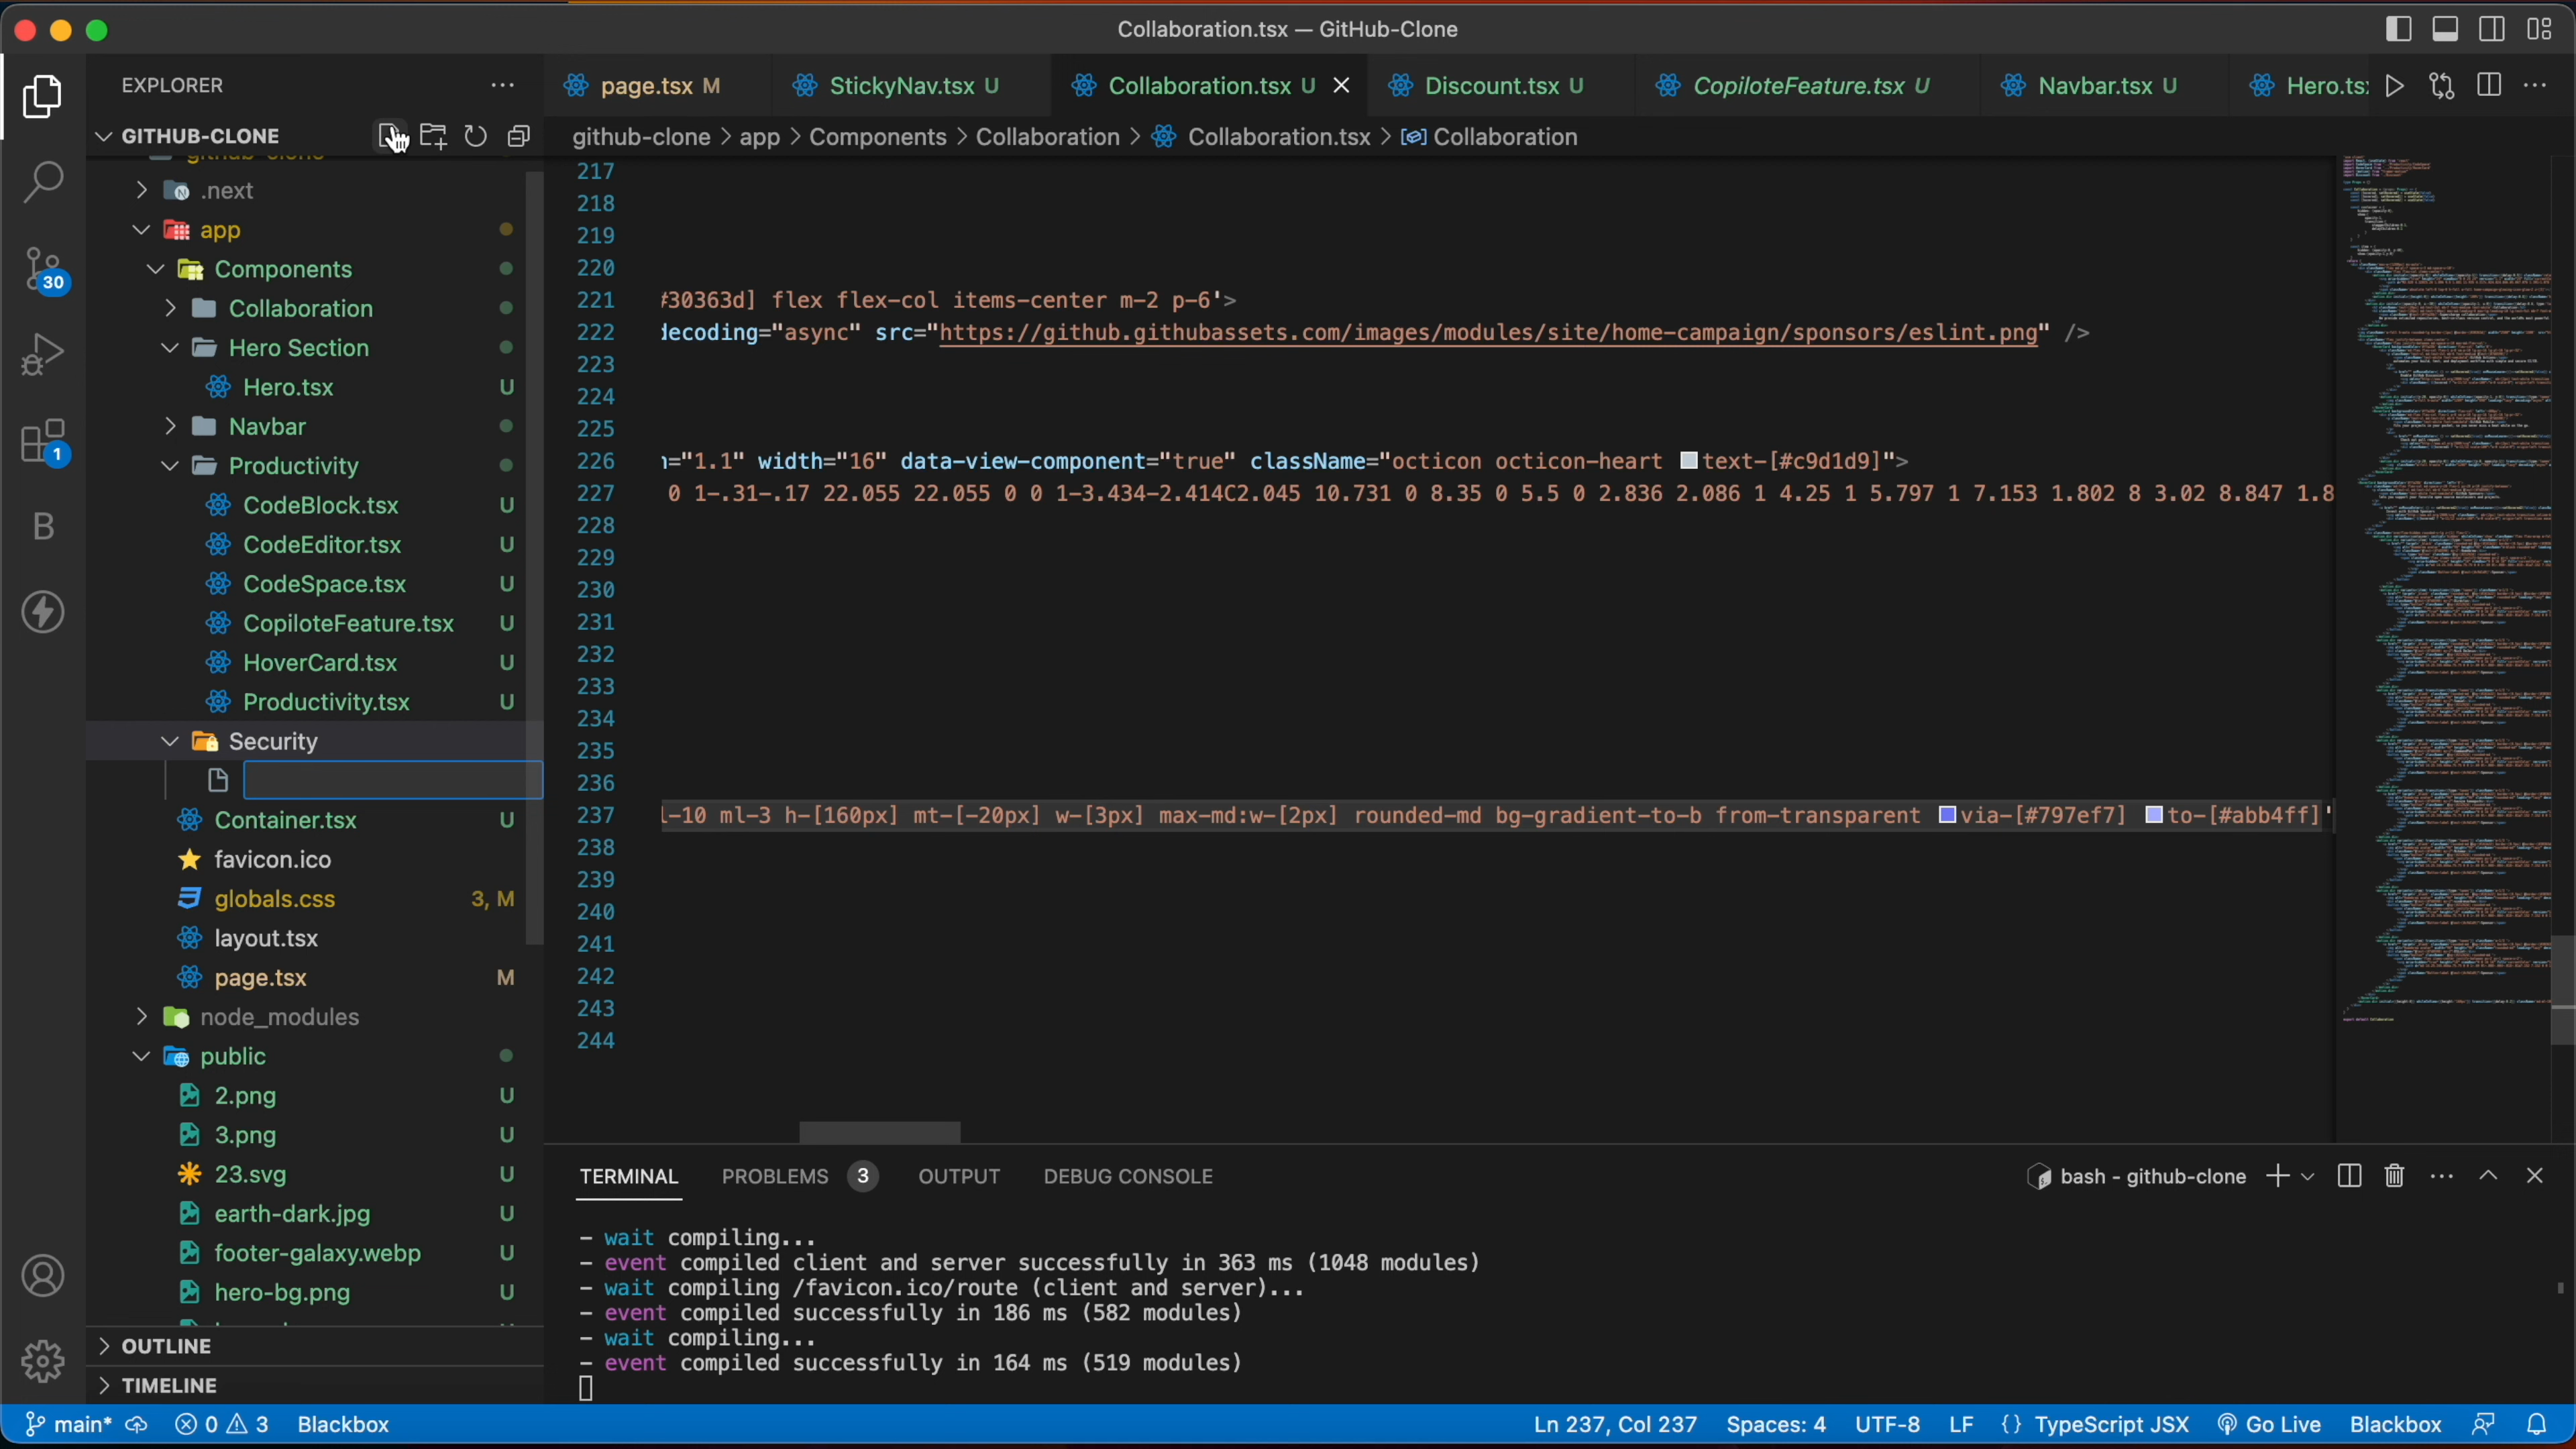 Collaboration.tsx — GitHub-Clone
EXPLORER
page.tsx M
StickyNav.tsx U
Collaboration.tsx U
Discount.tsx U
CopiloteFeature.tsx U
Navbar.tsx U
Hero.ts
GITHUB-CLONE
github-clone > app > Components > Collaboration > Collaboration.tsx > Collaboration
.next
app
Components
Collaboration
Hero Section
Hero.tsx U
Navbar
Productivity
CodeBlock.tsx U
CodeEditor.tsx U
CodeSpace.tsx U
CopiloteFeature.tsx U
HoverCard.tsx U
Productivity.tsx U
Security
Container.tsx U
favicon.ico
globals.css 3, M
layout.tsx
page.tsx M
node_modules
public
2.png U
3.png U
23.svg U
earth-dark.jpg U
footer-galaxy.webp U
hero-bg.png U
OUTLINE
TIMELINE
30
1
B
217
218
219
220
221 #30363d] flex flex-col items-center m-2 p-6'>
222 decoding="async" src="https://github.githubassets.com/images/modules/site/home-campaign/sponsors/eslint.png" />
223
224
225
226 ="1.1" width="16" data-view-component="true" className="octicon octicon-heart text-[#c9d1d9]">
227 0 1-.31-.17 22.055 22.055 0 0 1-3.434-2.414C2.045 10.731 0 8.35 0 5.5 0 2.836 2.086 1 4.25 1 5.797 1 7.153 1.802 8 3.02 8.847 1.8
228
229
230
231
232
233
234
235
236
237 l-10 ml-3 h-[160px] mt-[-20px] w-[3px] max-md:w-[2px] rounded-md bg-gradient-to-b from-transparent via-[#797ef7] to-[#abb4ff]'
238
239
240
241
242
243
244
TERMINAL PROBLEMS 3 OUTPUT DEBUG CONSOLE
bash - github-clone
- wait compiling...
- event compiled client and server successfully in 363 ms (1048 modules)
- wait compiling /favicon.ico/route (client and server)...
- event compiled successfully in 186 ms (582 modules)
- wait compiling...
- event compiled successfully in 164 ms (519 modules)
main* 0 3 Blackbox
Ln 237, Col 237 Spaces: 4 UTF-8 LF {} TypeScript JSX Go Live Blackbox